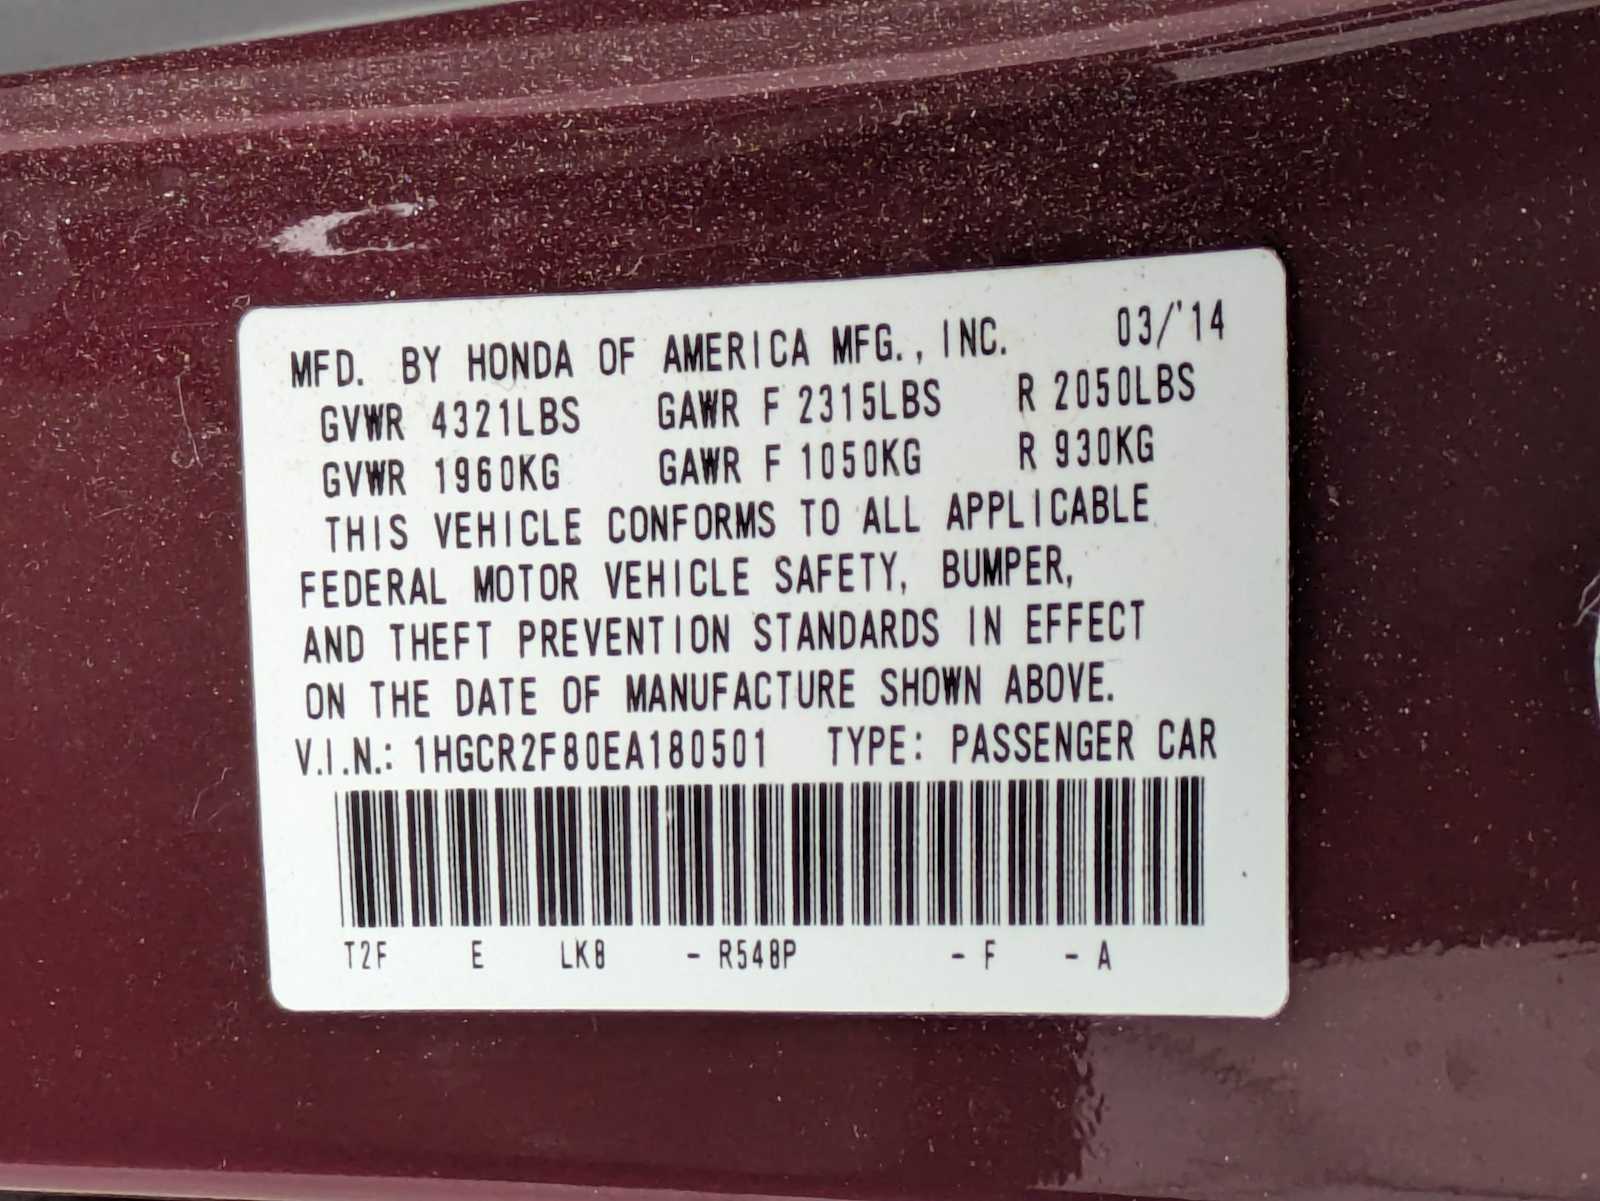 MFD. BY HONDA OF AMERICA MFG., INC. 03/'14
GVWR 4321LBS GAWR F 2315LBS R 2050LBS
GVWR 1960KG GAWR F 1050KG R 930KG
THIS VEHICLE CONFORMS TO ALL APPLICABLE
FEDERAL MOTOR VEHICLE SAFETY, BUMPER,
AND THEFT PREVENTION STANDARDS IN EFFECT
ON THE DATE OF MANUFACTURE SHOWN ABOVE.
V.I.N.: 1HGCR2F80EA180501 TYPE: PASSENGER CAR
T2F E LK8 - R548P - F - A